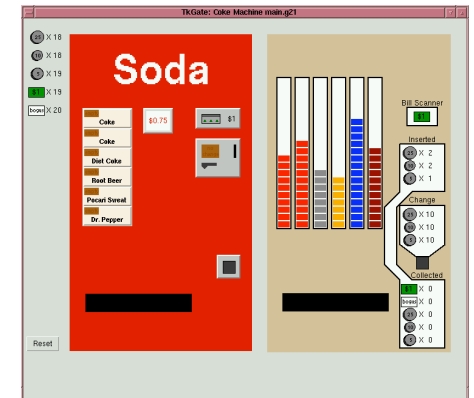 TkGate: Coke Machine main.g21
25 X 18
10 X 18
5 X 19
$1 X 19
bogus X 20
Soda
Coke
Coke
Diet Coke
Root Beer
Pocari Sweat
Dr. Pepper
$0.75
$1
Reset
Bill Scanner
$1
Inserted
25 X 2
10 X 2
5 X 1
Change
25 X 10
10 X 10
5 X 10
Collected
$1 X 0
bogus X 0
25 X 0
10 X 0
5 X 0